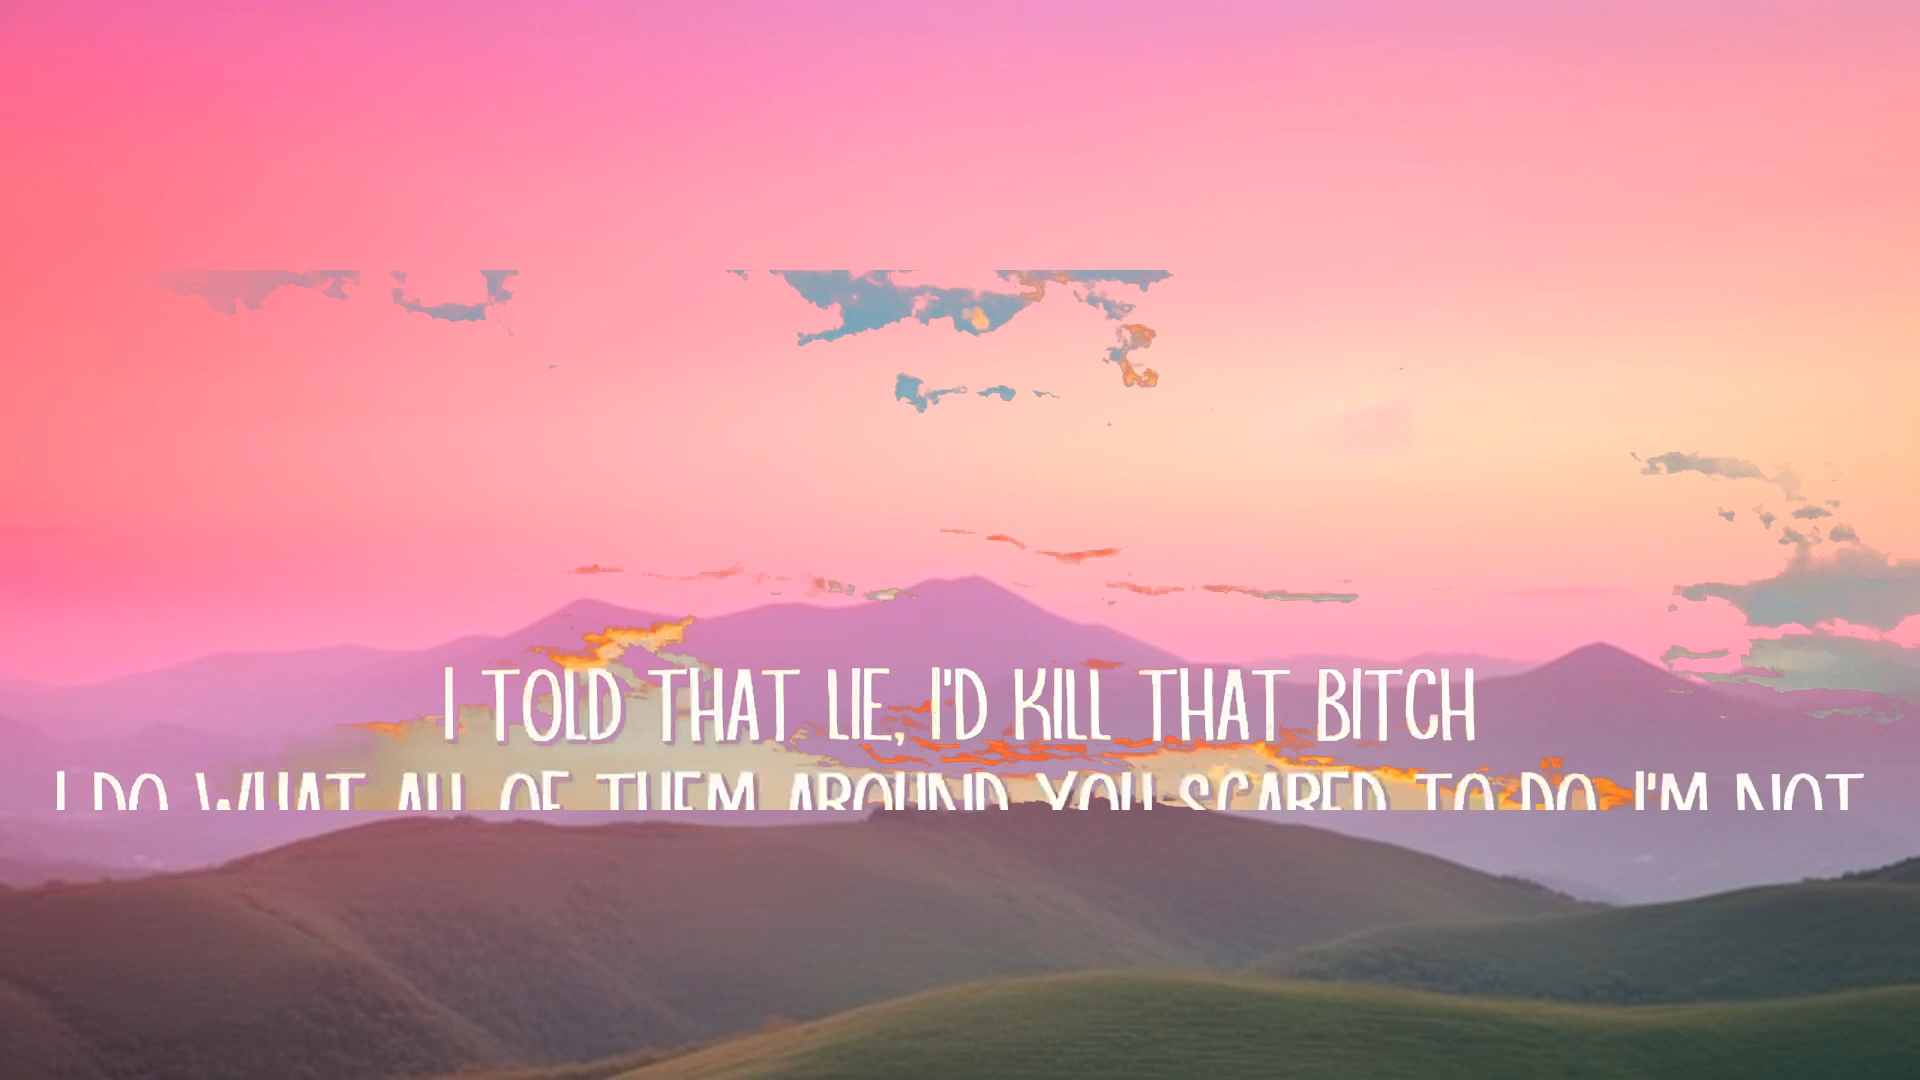 I TOLD THAT LIE, I'D KILL THAT BITCH
I DO WHAT ALL OF THEM AROUND YOU SCARED TO DO, I'M NOT